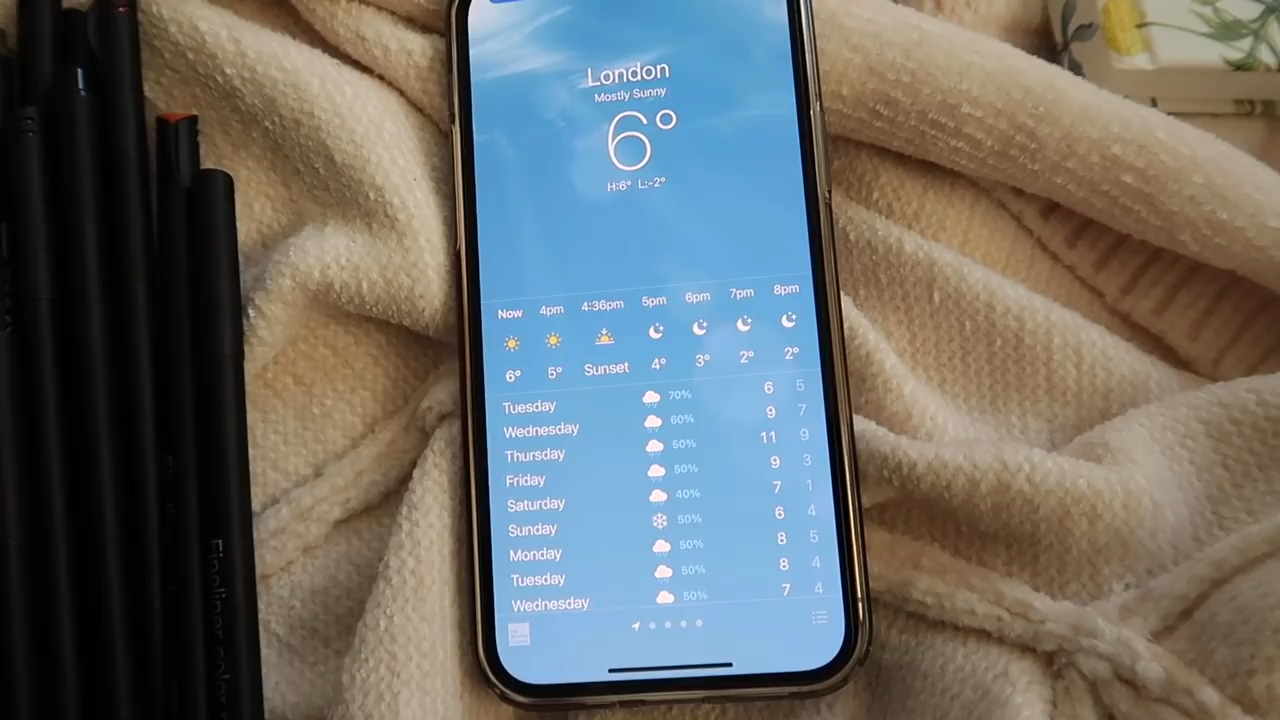 London
Mostly Sunny
6°
H:6° L:-2°
Now 4pm 4:36pm 5pm 6pm 7pm 8pm
6° 5° Sunset 4° 3° 2° 2°
Tuesday 70% 6 5
Wednesday 60% 9 7
Thursday 50% 11 9
Friday 50% 9 3
Saturday 40% 7 1
Sunday 50% 6 4
Monday 50% 8 5
Tuesday 50% 8 4
Wednesday 50% 7 4
Fineliner color